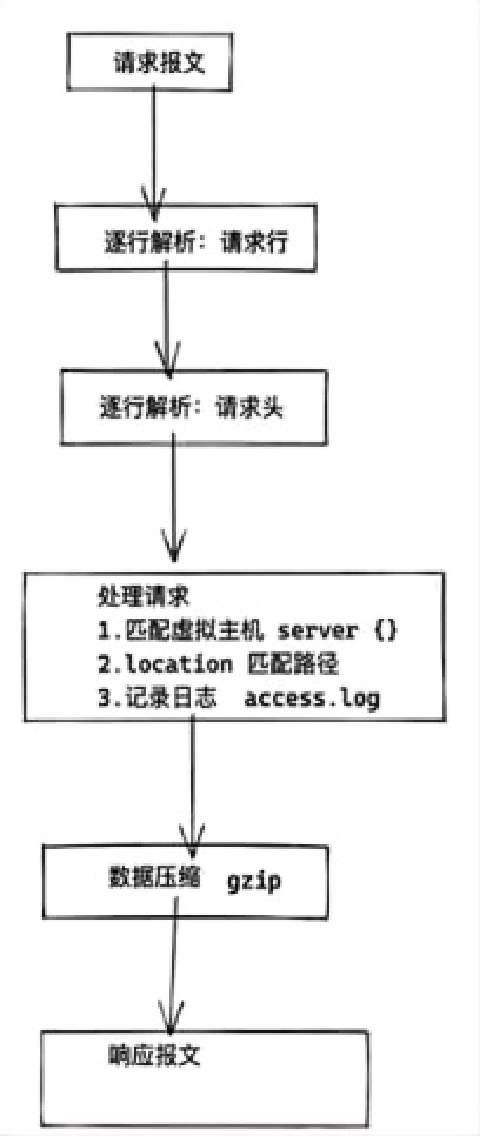 请求报文
逐行解析：请求行
逐行解析：请求头
处理请求
1.匹配虚拟主机 server {}
2.location 匹配路径
3.记录日志 access.log
数据压缩 gzip
响应报文